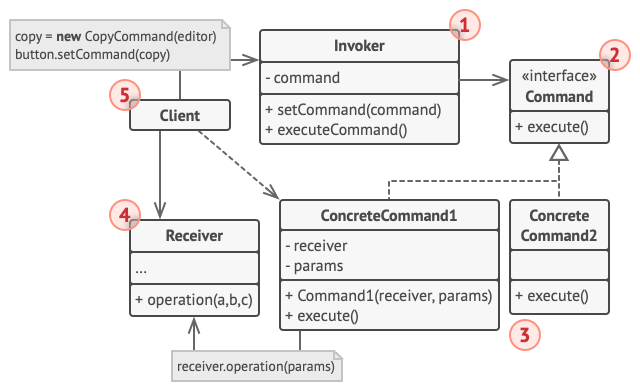 copy = new CopyCommand(editor)
button.setCommand(copy)
1
Invoker
- command
+ setCommand(command)
+ executeCommand()
2
«interface»
Command
+ execute()
5
Client
4
Receiver
...
+ operation(a,b,c)
ConcreteCommand1
- receiver
- params
+ Command1(receiver, params)
+ execute()
Concrete
Command2
+ execute()
3
receiver.operation(params)